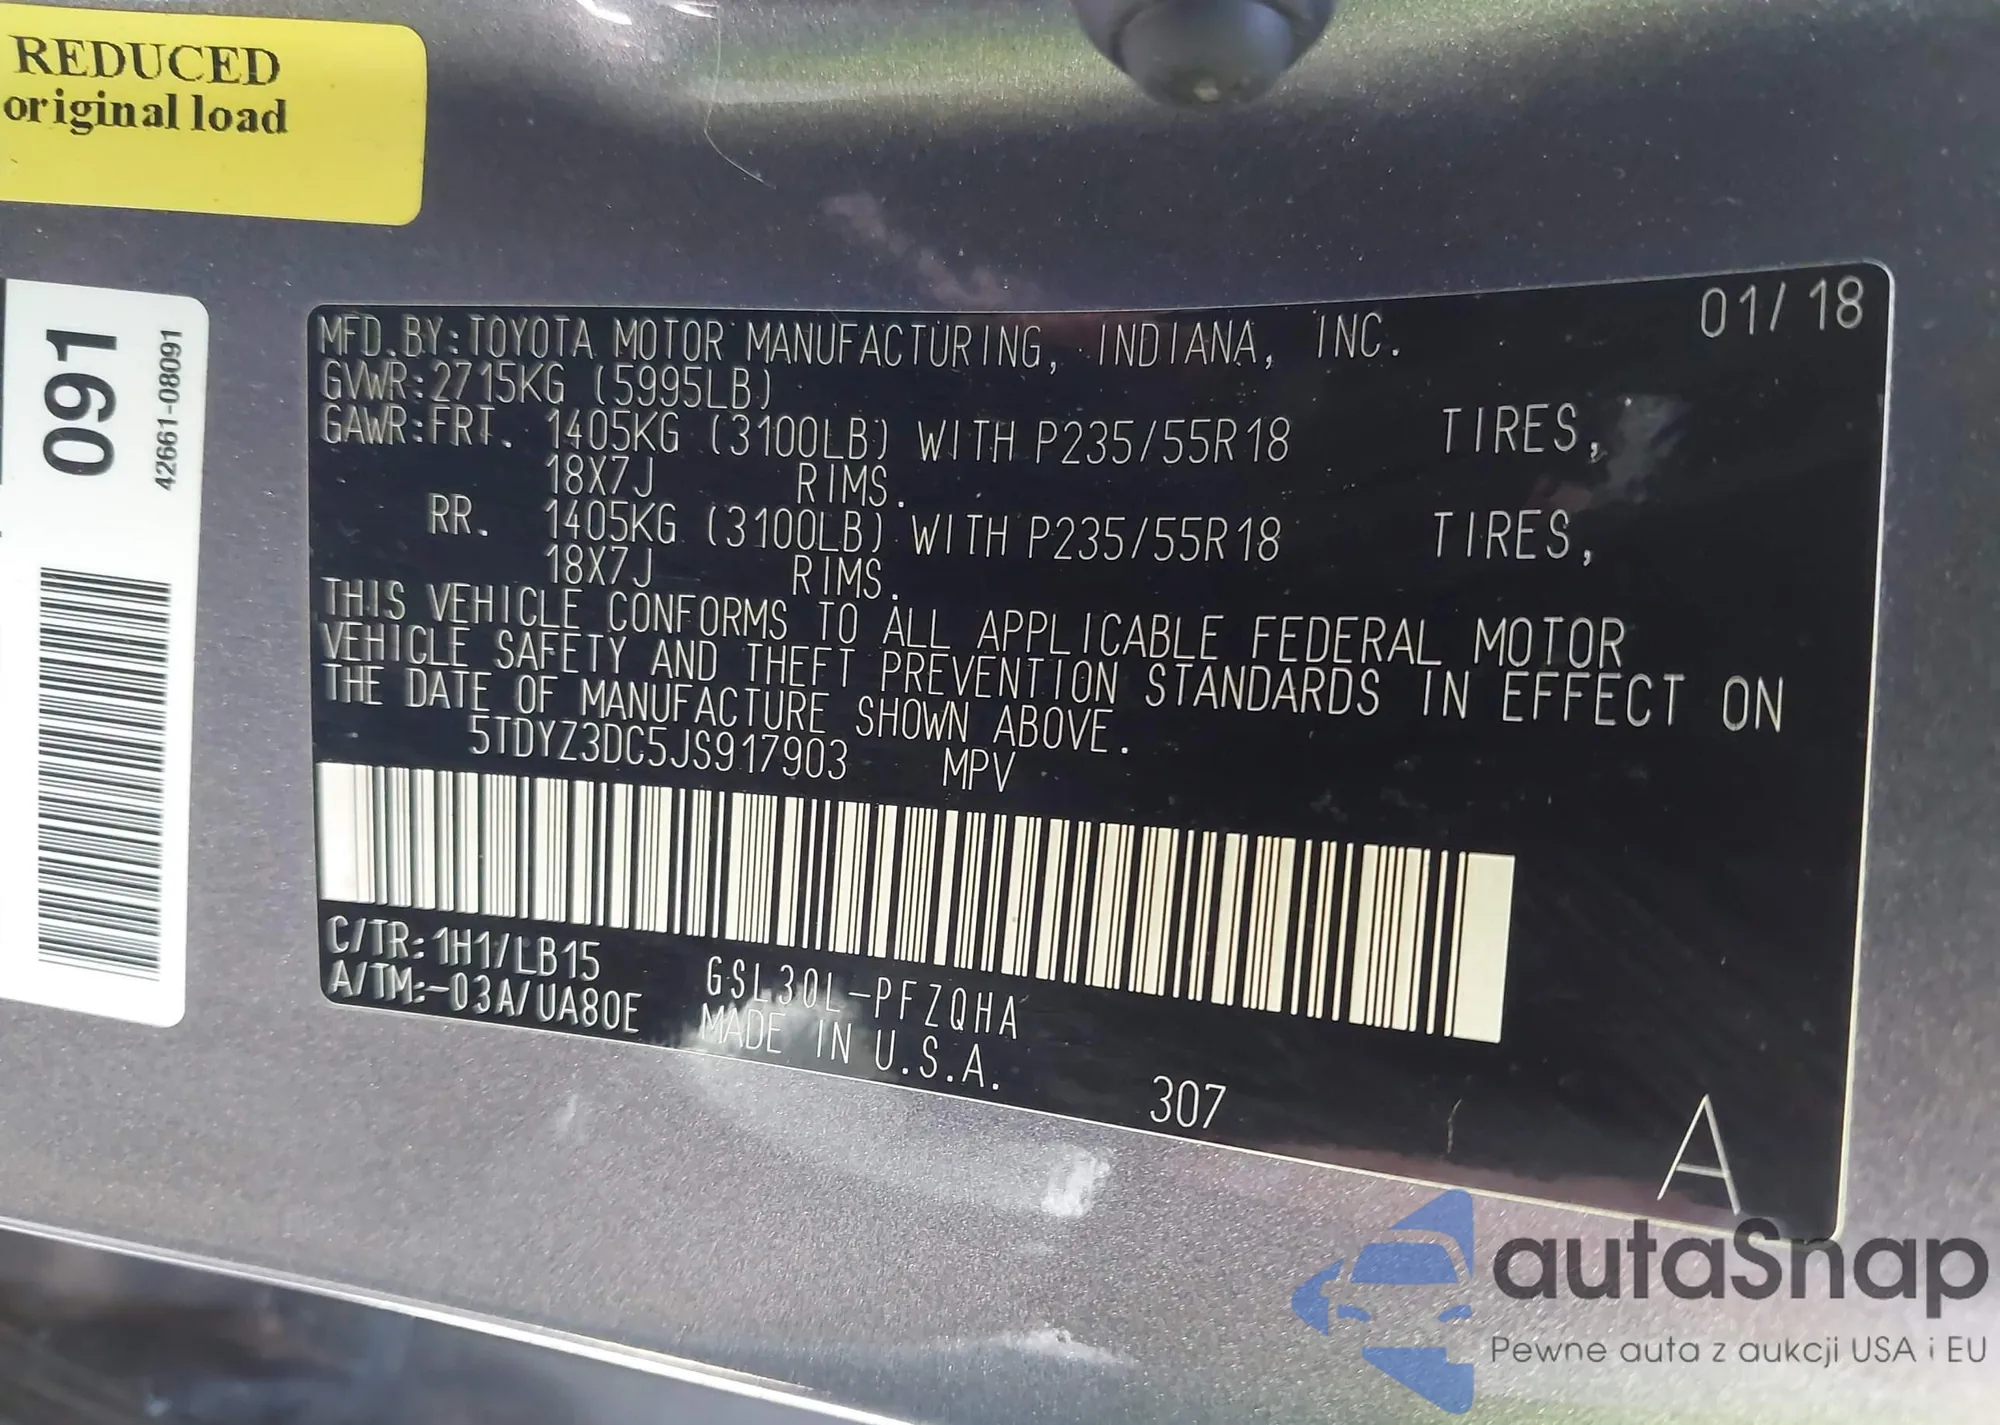 REDUCED
original load
091
42661-08091
01/18
MFD.BY:TOYOTA MOTOR MANUFACTURING, INDIANA, INC.
GVWR:2715KG (5995LB)
GAWR:FRT. 1405KG (3100LB) WITH P235/55R18 TIRES,
18X7J RIMS.
RR. 1405KG (3100LB) WITH P235/55R18 TIRES,
18X7J RIMS.
THIS VEHICLE CONFORMS TO ALL APPLICABLE FEDERAL MOTOR
VEHICLE SAFETY AND THEFT PREVENTION STANDARDS IN EFFECT ON
THE DATE OF MANUFACTURE SHOWN ABOVE.
5TDYZ3DC5JS917903 MPV
C/TR:1H1/LB15 GSL30L-PFZQHA
A/TM:-03A/UA80E MADE IN U.S.A.
307
A
autaSnap
Pewne auta z aukcji USA i EU